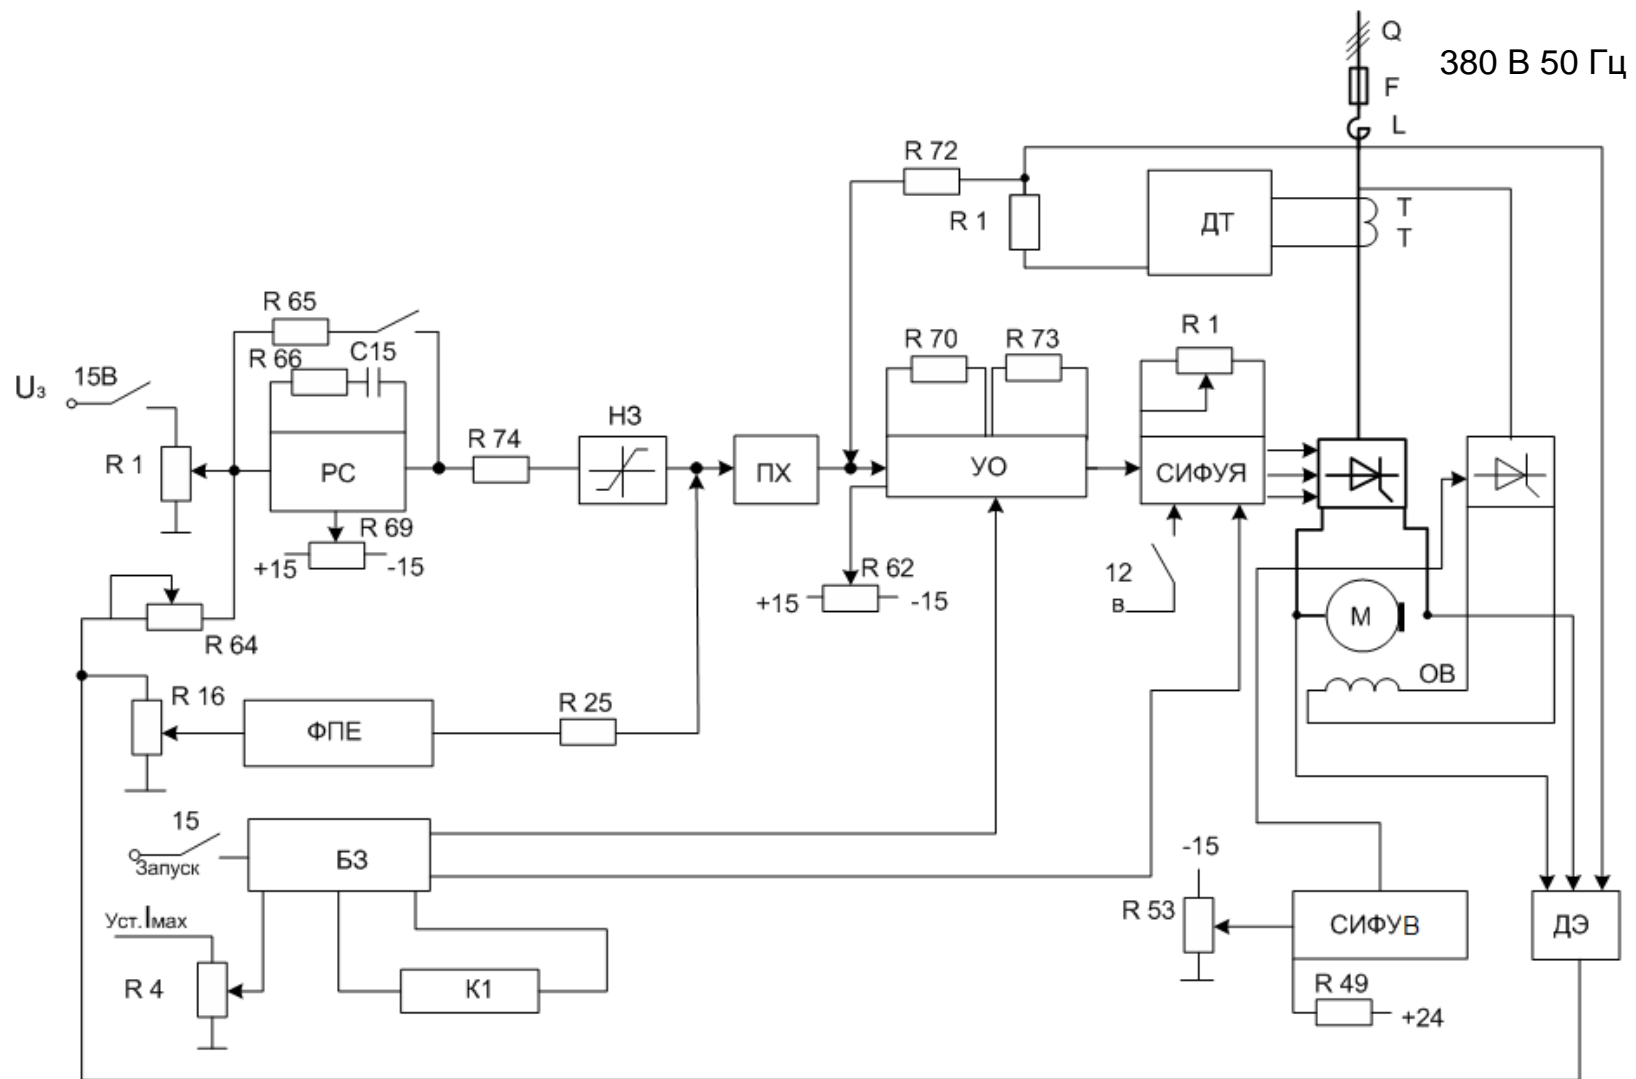 Q
380 В 50 Гц
F
L
R 72
R 1
ДТ
Т
Т
R 65
R 66
C15
R 70
R 73
R 1
Uз
15В
НЗ
R 1
РС
R 74
ПХ
УО
СИФУЯ
R 69
+15
-15
R 62
+15
-15
12
в
М
R 64
ОВ
R 16
ФПЕ
R 25
15
Запуск
БЗ
-15
Уст.Iмах
R 53
СИФУВ
ДЭ
R 4
К1
R 49
+24